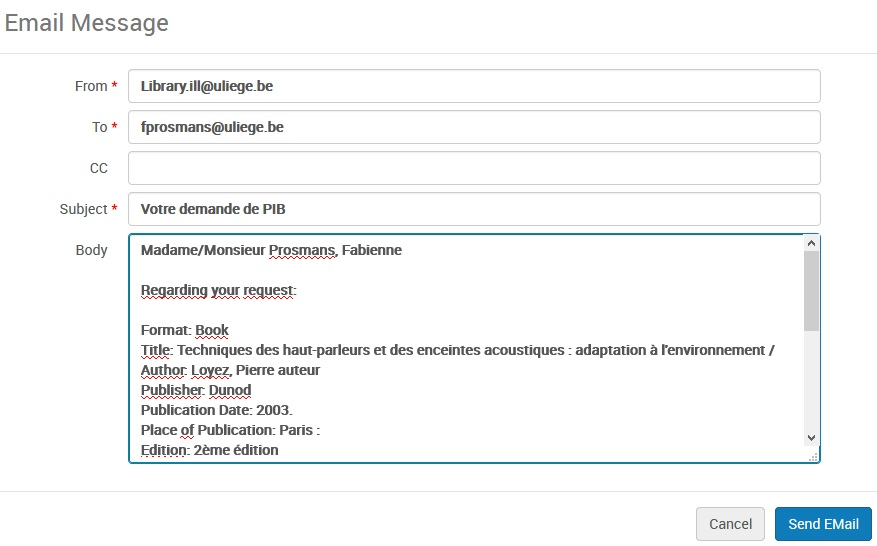 Email Message
From *
Library.ill@uliege.be
To *
fprosmans@uliege.be
CC
Subject *
Votre demande de PIB
Body
Madame/Monsieur Prosmans, Fabienne
Regarding your request:
Format: Book
Title: Techniques des haut-parleurs et des enceintes acoustiques : adaptation à l'environnement /
Author: Loyez, Pierre auteur
Publisher: Dunod
Publication Date: 2003.
Place of Publication: Paris :
Edition: 2ème édition
Cancel
Send EMail